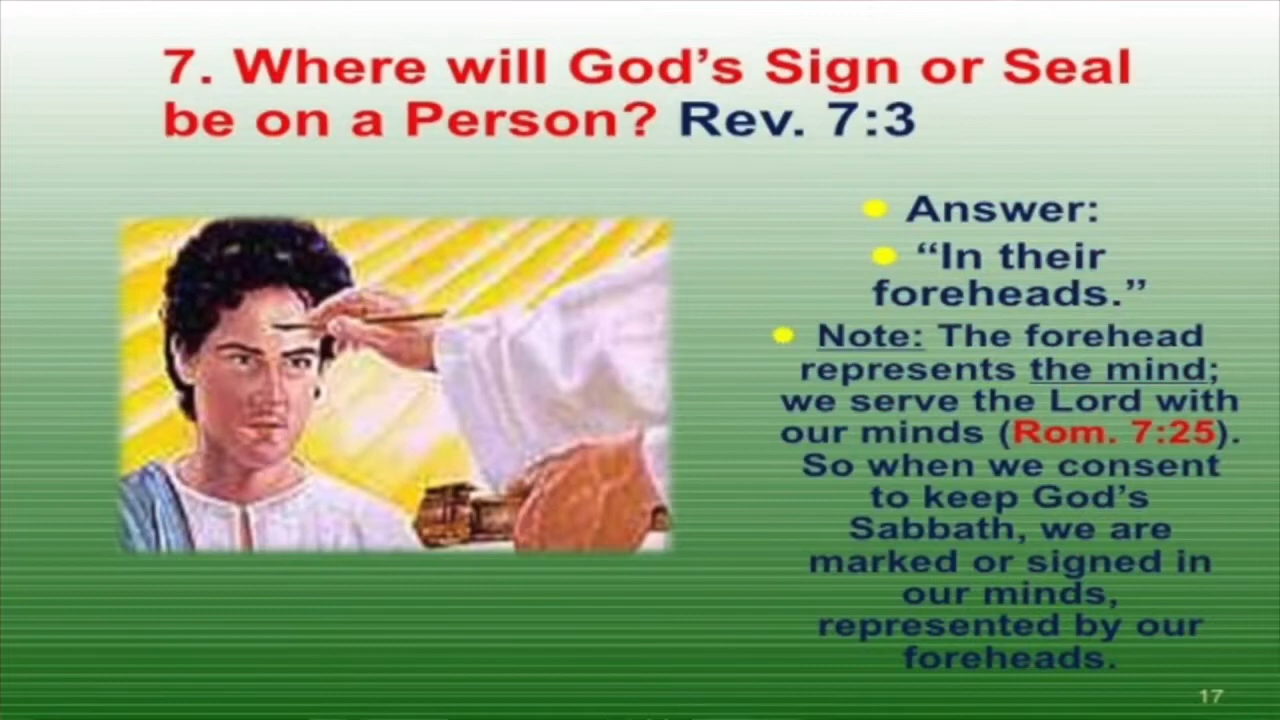 7. Where will God’s Sign or Seal
be on a Person? Rev. 7:3
Answer:
“In their
foreheads.”
Note: The forehead
represents the mind;
we serve the Lord with
our minds (Rom. 7:25).
So when we consent
to keep God’s
Sabbath, we are
marked or signed in
our minds,
represented by our
foreheads.
17